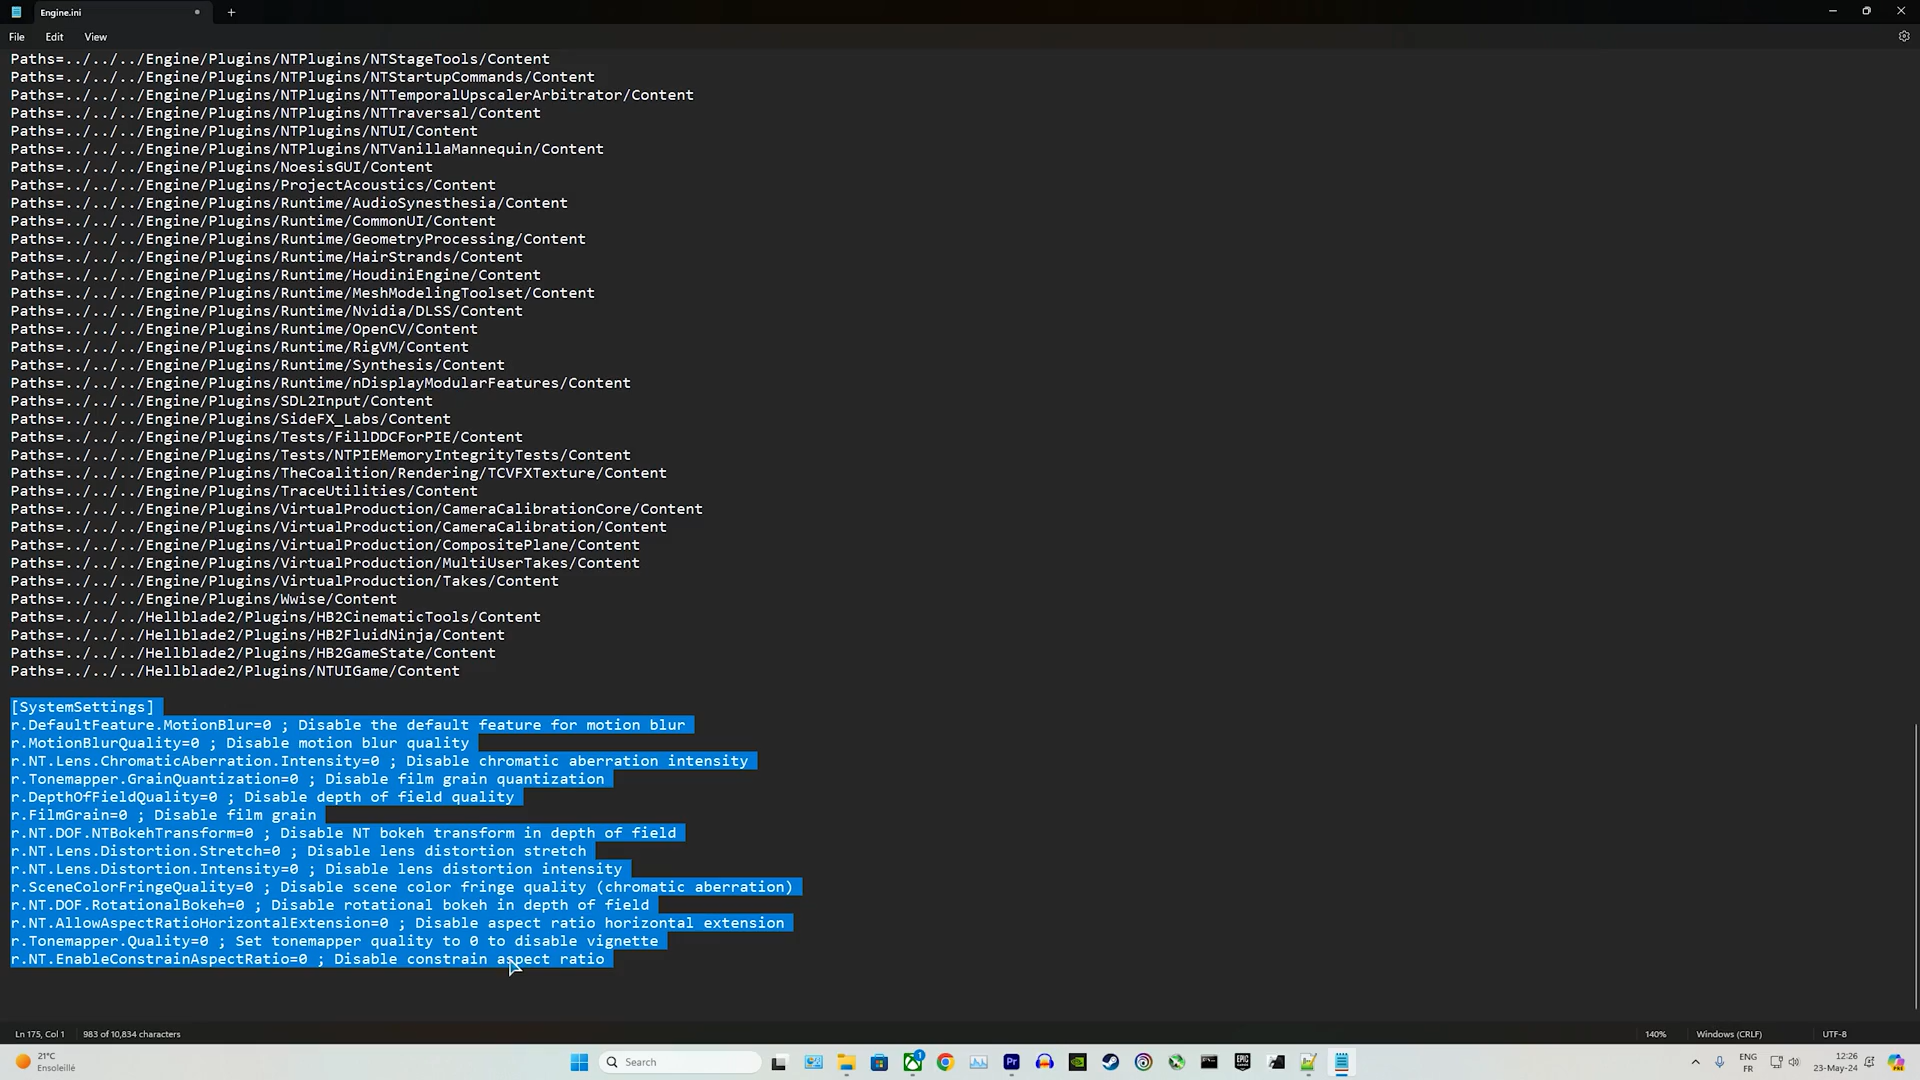 Engine.ini
File Edit View
Paths=../../../Engine/Plugins/NTPlugins/NTStageTools/Content
Paths=../../../Engine/Plugins/NTPlugins/NTStartupCommands/Content
Paths=../../../Engine/Plugins/NTPlugins/NTTemporalUpscalerArbitrator/Content
Paths=../../../Engine/Plugins/NTPlugins/NTTraversal/Content
Paths=../../../Engine/Plugins/NTPlugins/NTUI/Content
Paths=../../../Engine/Plugins/NTPlugins/NTVanillaMannequin/Content
Paths=../../../Engine/Plugins/NoesisGUI/Content
Paths=../../../Engine/Plugins/ProjectAcoustics/Content
Paths=../../../Engine/Plugins/Runtime/AudioSynesthesia/Content
Paths=../../../Engine/Plugins/Runtime/CommonUI/Content
Paths=../../../Engine/Plugins/Runtime/GeometryProcessing/Content
Paths=../../../Engine/Plugins/Runtime/HairStrands/Content
Paths=../../../Engine/Plugins/Runtime/HoudiniEngine/Content
Paths=../../../Engine/Plugins/Runtime/MeshModelingToolset/Content
Paths=../../../Engine/Plugins/Runtime/Nvidia/DLSS/Content
Paths=../../../Engine/Plugins/Runtime/OpenCV/Content
Paths=../../../Engine/Plugins/Runtime/RigVM/Content
Paths=../../../Engine/Plugins/Runtime/Synthesis/Content
Paths=../../../Engine/Plugins/Runtime/nDisplayModularFeatures/Content
Paths=../../../Engine/Plugins/SDL2Input/Content
Paths=../../../Engine/Plugins/SideFX_Labs/Content
Paths=../../../Engine/Plugins/Tests/FillDDCForPIE/Content
Paths=../../../Engine/Plugins/Tests/NTPIEMemoryIntegrityTests/Content
Paths=../../../Engine/Plugins/TheCoalition/Rendering/TCVFXTexture/Content
Paths=../../../Engine/Plugins/TraceUtilities/Content
Paths=../../../Engine/Plugins/VirtualProduction/CameraCalibrationCore/Content
Paths=../../../Engine/Plugins/VirtualProduction/CameraCalibration/Content
Paths=../../../Engine/Plugins/VirtualProduction/CompositePlane/Content
Paths=../../../Engine/Plugins/VirtualProduction/MultiUserTakes/Content
Paths=../../../Engine/Plugins/VirtualProduction/Takes/Content
Paths=../../../Engine/Plugins/Wwise/Content
Paths=../../../Hellblade2/Plugins/HB2CinematicTools/Content
Paths=../../../Hellblade2/Plugins/HB2FluidNinja/Content
Paths=../../../Hellblade2/Plugins/HB2GameState/Content
Paths=../../../Hellblade2/Plugins/NTUIGame/Content
[SystemSettings]
r.DefaultFeature.MotionBlur=0 ; Disable the default feature for motion blur
r.MotionBlurQuality=0 ; Disable motion blur quality
r.NT.Lens.ChromaticAberration.Intensity=0 ; Disable chromatic aberration intensity
r.Tonemapper.GrainQuantization=0 ; Disable film grain quantization
r.DepthOfFieldQuality=0 ; Disable depth of field quality
r.FilmGrain=0 ; Disable film grain
r.NT.DOF.NTBokehTransform=0 ; Disable NT bokeh transform in depth of field
r.NT.Lens.Distortion.Stretch=0 ; Disable lens distortion stretch
r.NT.Lens.Distortion.Intensity=0 ; Disable lens distortion intensity
r.SceneColorFringeQuality=0 ; Disable scene color fringe quality (chromatic aberration)
r.NT.DOF.RotationalBokeh=0 ; Disable rotational bokeh in depth of field
r.NT.AllowAspectRatioHorizontalExtension=0 ; Disable aspect ratio horizontal extension
r.Tonemapper.Quality=0 ; Set tonemapper quality to 0 to disable vignette
r.NT.EnableConstrainAspectRatio=0 ; Disable constrain aspect ratio
Ln 175, Col 1 983 of 10,834 characters 140% Windows (CRLF) UTF-8
21°C
Ensoleillé
Search
1
Pr
EPIC
ENG
FR
12:26
23-May-24